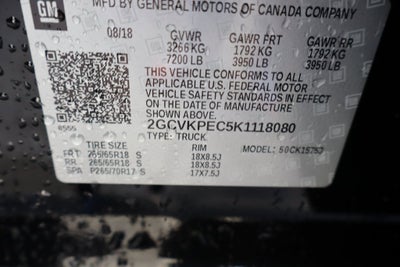 GM
MFD BY GENERAL MOTORS OF CANADA COMPANY
08/18 GVWR GAWR FRT GAWR RR
3266 KG 1792 KG 1792 KG
7200 LB 3950 LB 3950 LB
THIS VEHICLE CONFORMS TO ALL
APPLICABLE U.S. FEDERAL MOTOR
VEHICLE SAFETY STANDARDS IN EFFECT
ON THE DATE OF MANUFACTURE
SHOWN ABOVE.
2GCVKPEC5K1118080
TYPE: TRUCK MODEL:
TIRE SIZE RIM
FRT 265/65R18 S 18X8.5J
RR 265/65R18 S 18X8.5J
SPA P265/70R17 S 17X7.5J